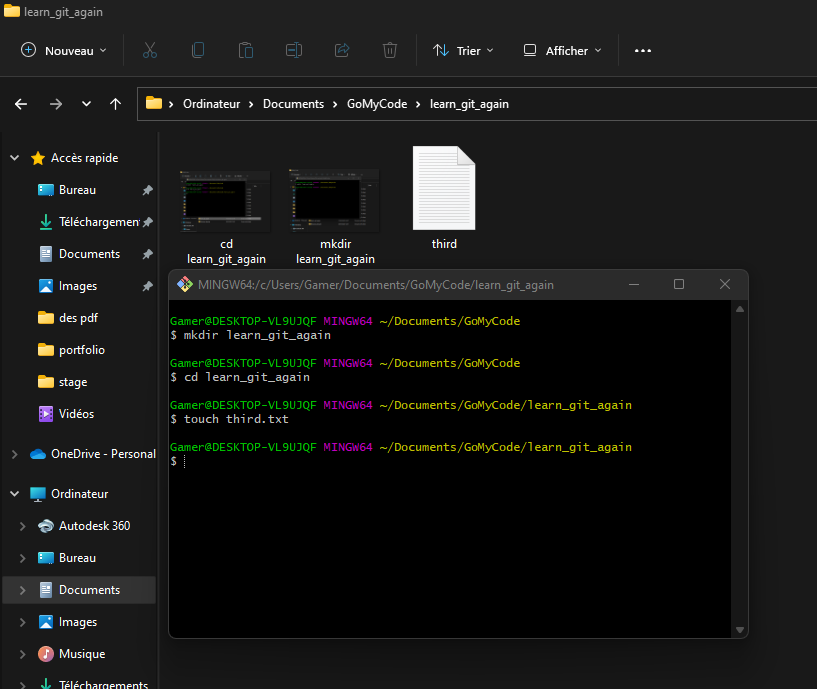 learn_git_again
Nouveau
Trier
Afficher
Ordinateur
Documents
GoMyCode
learn_git_again
Accès rapide
Bureau
Téléchargement
Documents
Images
des pdf
portfolio
stage
Vidéos
OneDrive - Personal
Ordinateur
Autodesk 360
Bureau
Documents
Images
Musique
Téléchargements
cd
learn_git_again
mkdir
learn_git_again
third
MINGW64:/c/Users/Gamer/Documents/GoMyCode/learn_git_again
Gamer@DESKTOP-VL9UJQF MINGW64 ~/Documents/GoMyCode
$ mkdir learn_git_again
Gamer@DESKTOP-VL9UJQF MINGW64 ~/Documents/GoMyCode
$ cd learn_git_again
Gamer@DESKTOP-VL9UJQF MINGW64 ~/Documents/GoMyCode/learn_git_again
$ touch third.txt
Gamer@DESKTOP-VL9UJQF MINGW64 ~/Documents/GoMyCode/learn_git_again
$